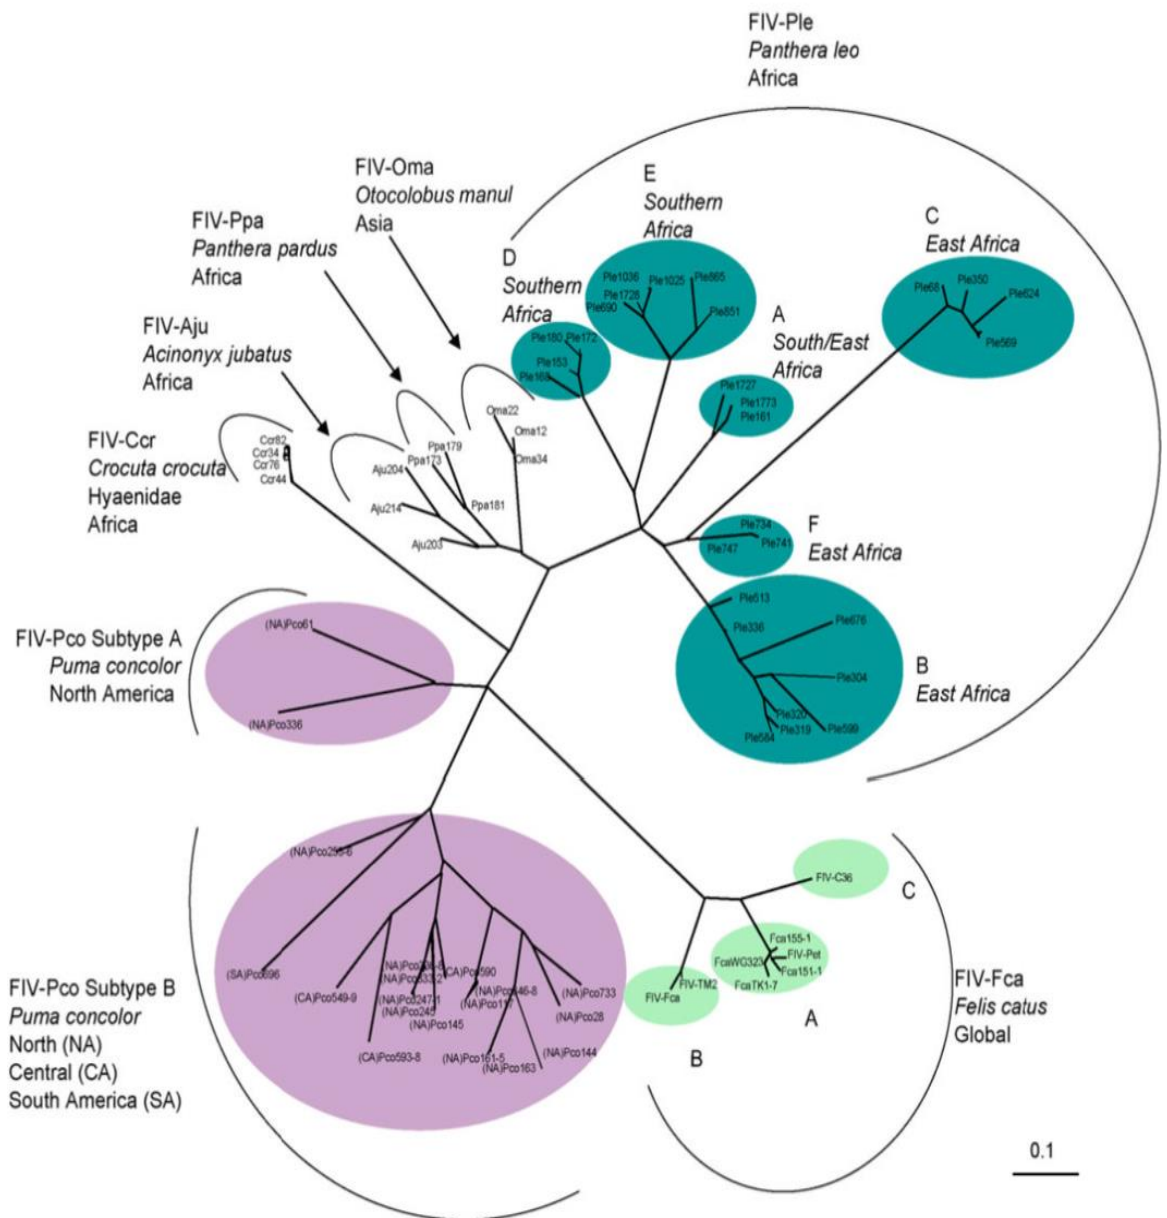 FIV-Ple
Panthera leo
Africa
FIV-Oma
Otocolobus manul
Asia
FIV-Ppa
Panthera pardus
Africa
FIV-Aju
Acinonyx jubatus
Africa
FIV-Ccr
Crocuta crocuta
Hyaenidae
Africa
E
Southern
Africa
Ple1036
Ple1025
Ple865
Ple1728
Ple690
Ple851
D
Southern
Africa
Ple180
Ple172
Ple153
Ple168
C
East Africa
Ple68
Ple350
Ple624
Ple569
A
South/East
Africa
Ple1727
Ple1773
Ple161
Oma22
Oma12
Oma34
Ppa179
Ppa173
Ppa181
Aju204
Aju214
Aju203
Ccr82
Ccr34
Ccr76
Ccr44
F
East Africa
Ple734
Ple741
Ple747
B
East Africa
Ple513
Ple336
Ple676
Ple304
Ple320
Ple319
Ple599
Ple584
FIV-Pco Subtype A
Puma concolor
North America
(NA)Pco61
(NA)Pco336
FIV-Pco Subtype B
Puma concolor
North (NA)
Central (CA)
South America (SA)
(SA)Pco696
(CA)Pco549-9
(CA)Pco590
(NA)Pco145
(CA)Pco593-8
(NA)Pco161-5
(NA)Pco163
(NA)Pco144
(NA)Pco28
(NA)Pco733
FIV-Fca
Felis catus
Global
C
FIV-C36
A
Fca155-1
FIV-Pet
FcaWG323
Fca151-1
FcaTK1-7
B
FIV-TM2
FIV-Fca
0.1